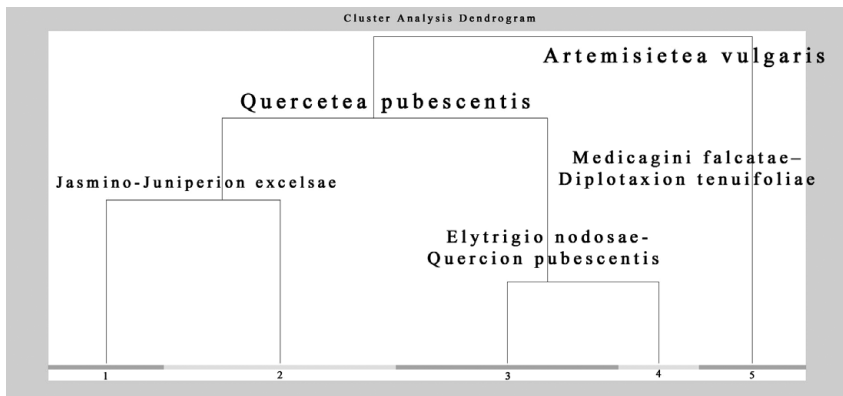 Cluster Analysis Dendrogram
Artemisietea vulgaris
Quercetea pubescentis
Medicagini falcatae–
Diplotaxion tenuifoliae
Jasmino-Juniperion excelsae
Elytrigio nodosae-
Quercion pubescentis
1 2 3 4 5